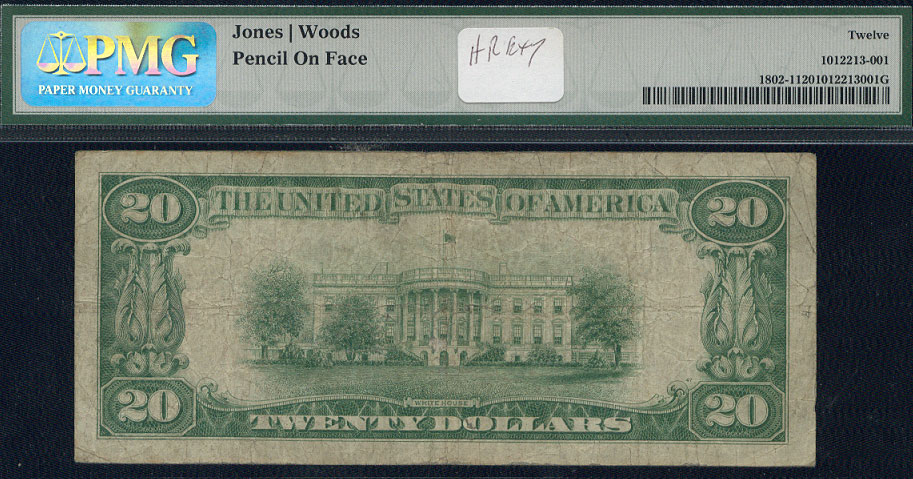 PMG
PAPER MONEY GUARANTY
Jones | Woods
Pencil On Face
Twelve
1012213-001
1802-11201012213001G
20
THE UNITED STATES OF AMERICA
20
20
WHITE HOUSE
20
TWENTY DOLLARS